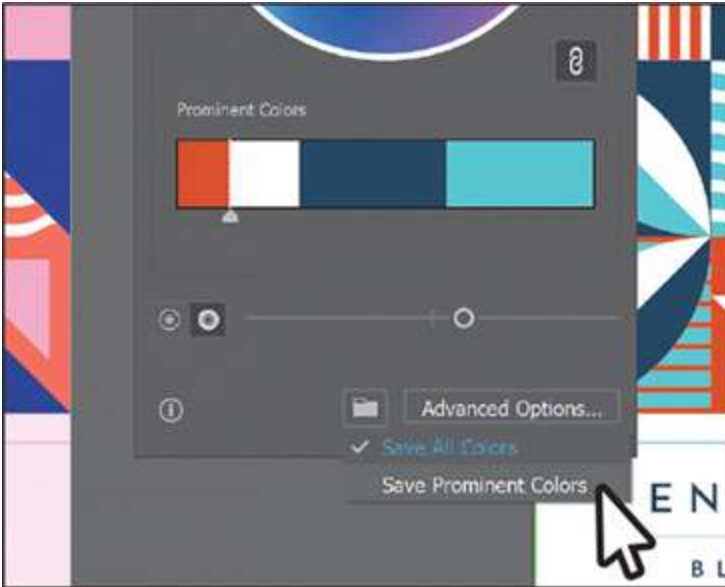 Prominent Colors
Advanced Options...
Save All Colors
Save Prominent Colors
EN
BL